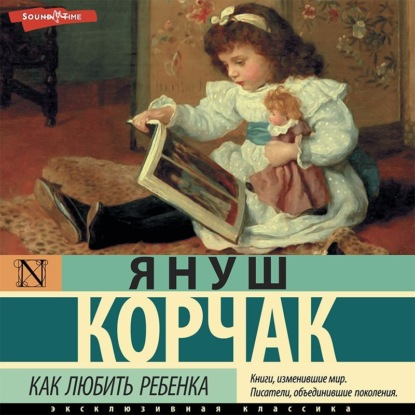 SOUND TIME
N
ЯНУШ
КОРЧАК
КАК ЛЮБИТЬ РЕБЕНКА
Книги, изменившие мир.
Писатели, объединившие поколения.
эксклюзивная классика